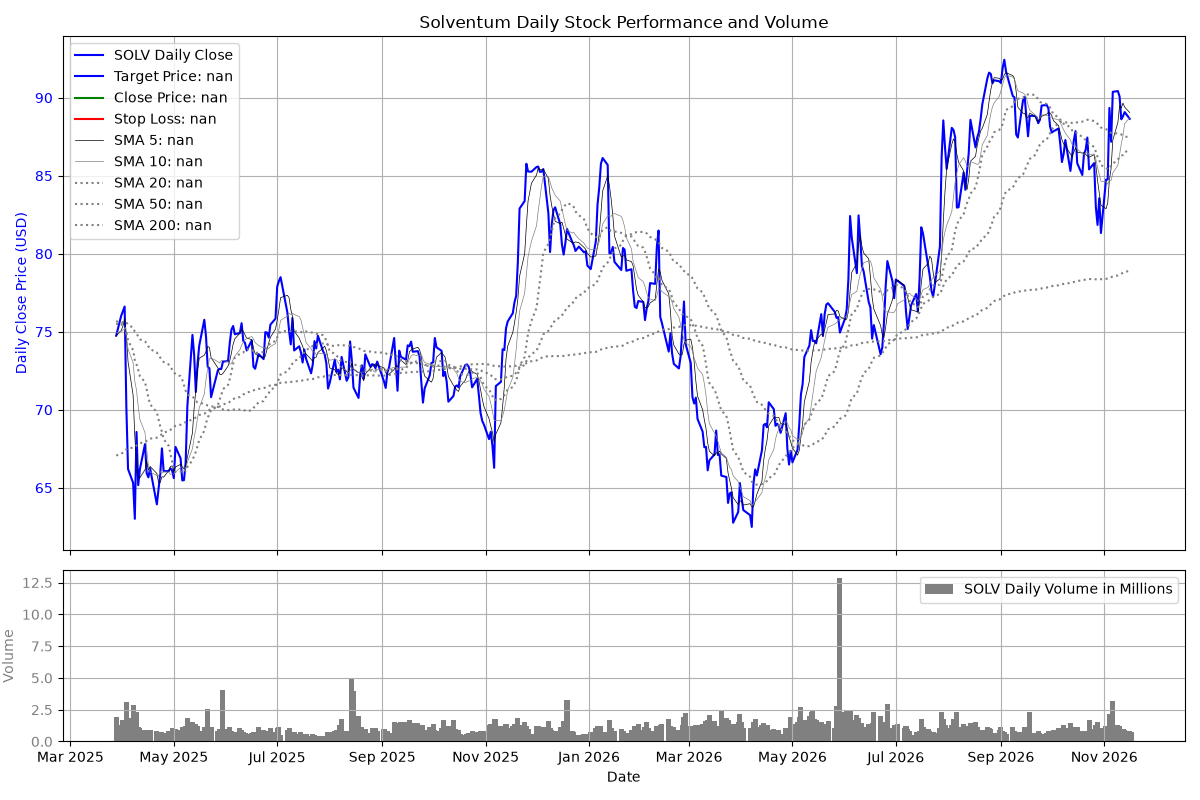 Solventum Daily Stock Performance and Volume
SOLV Daily Close
Target Price: nan
Close Price: nan
Stop Loss: nan
SMA 5: nan
SMA 10: nan
SMA 20: nan
SMA 50: nan
SMA 200: nan
Daily Close Price (USD)
90
85
80
75
70
65
SOLV Daily Volume in Millions
Volume
12.5
10.0
7.5
5.0
2.5
0.0
Mar 2025 May 2025 Jul 2025 Sep 2025 Nov 2025 Jan 2026 Mar 2026 May 2026 Jul 2026 Sep 2026 Nov 2026
Date